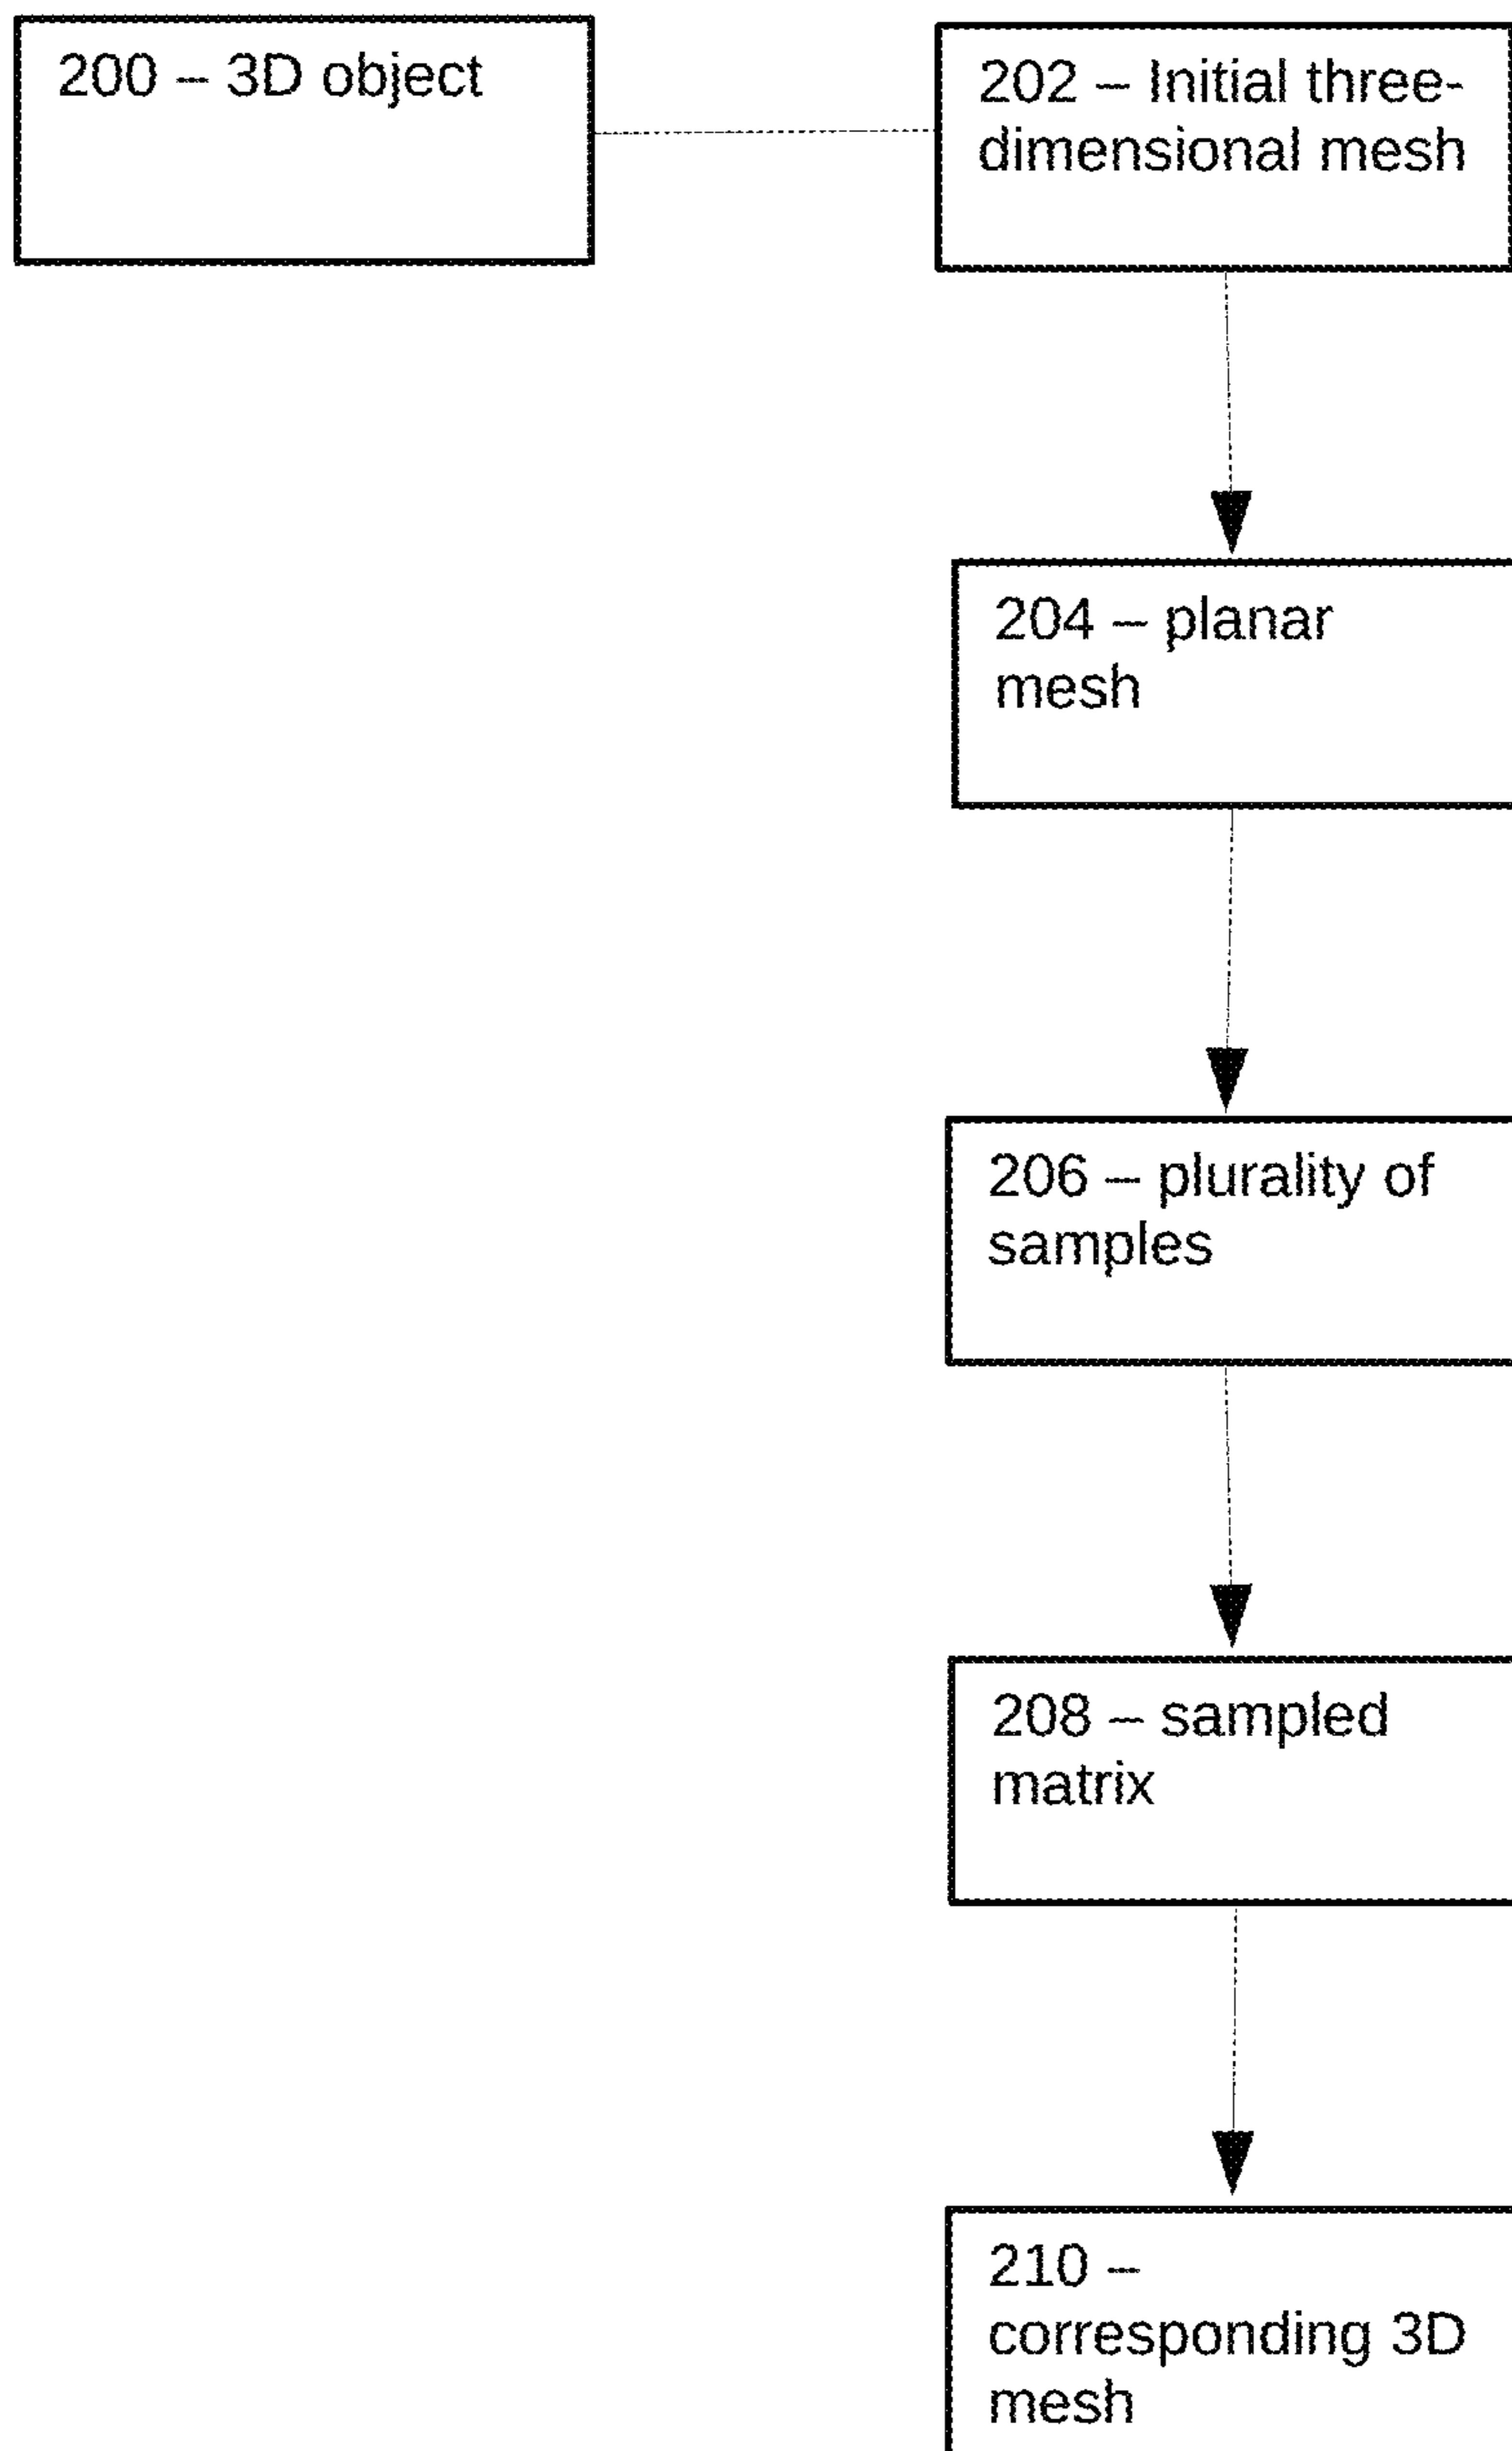 200 – 3D object
202 – Initial three-
dimensional mesh
204 – planar
mesh
206 – plurality of
samples
208 – sampled
matrix
210 –
corresponding 3D
mesh